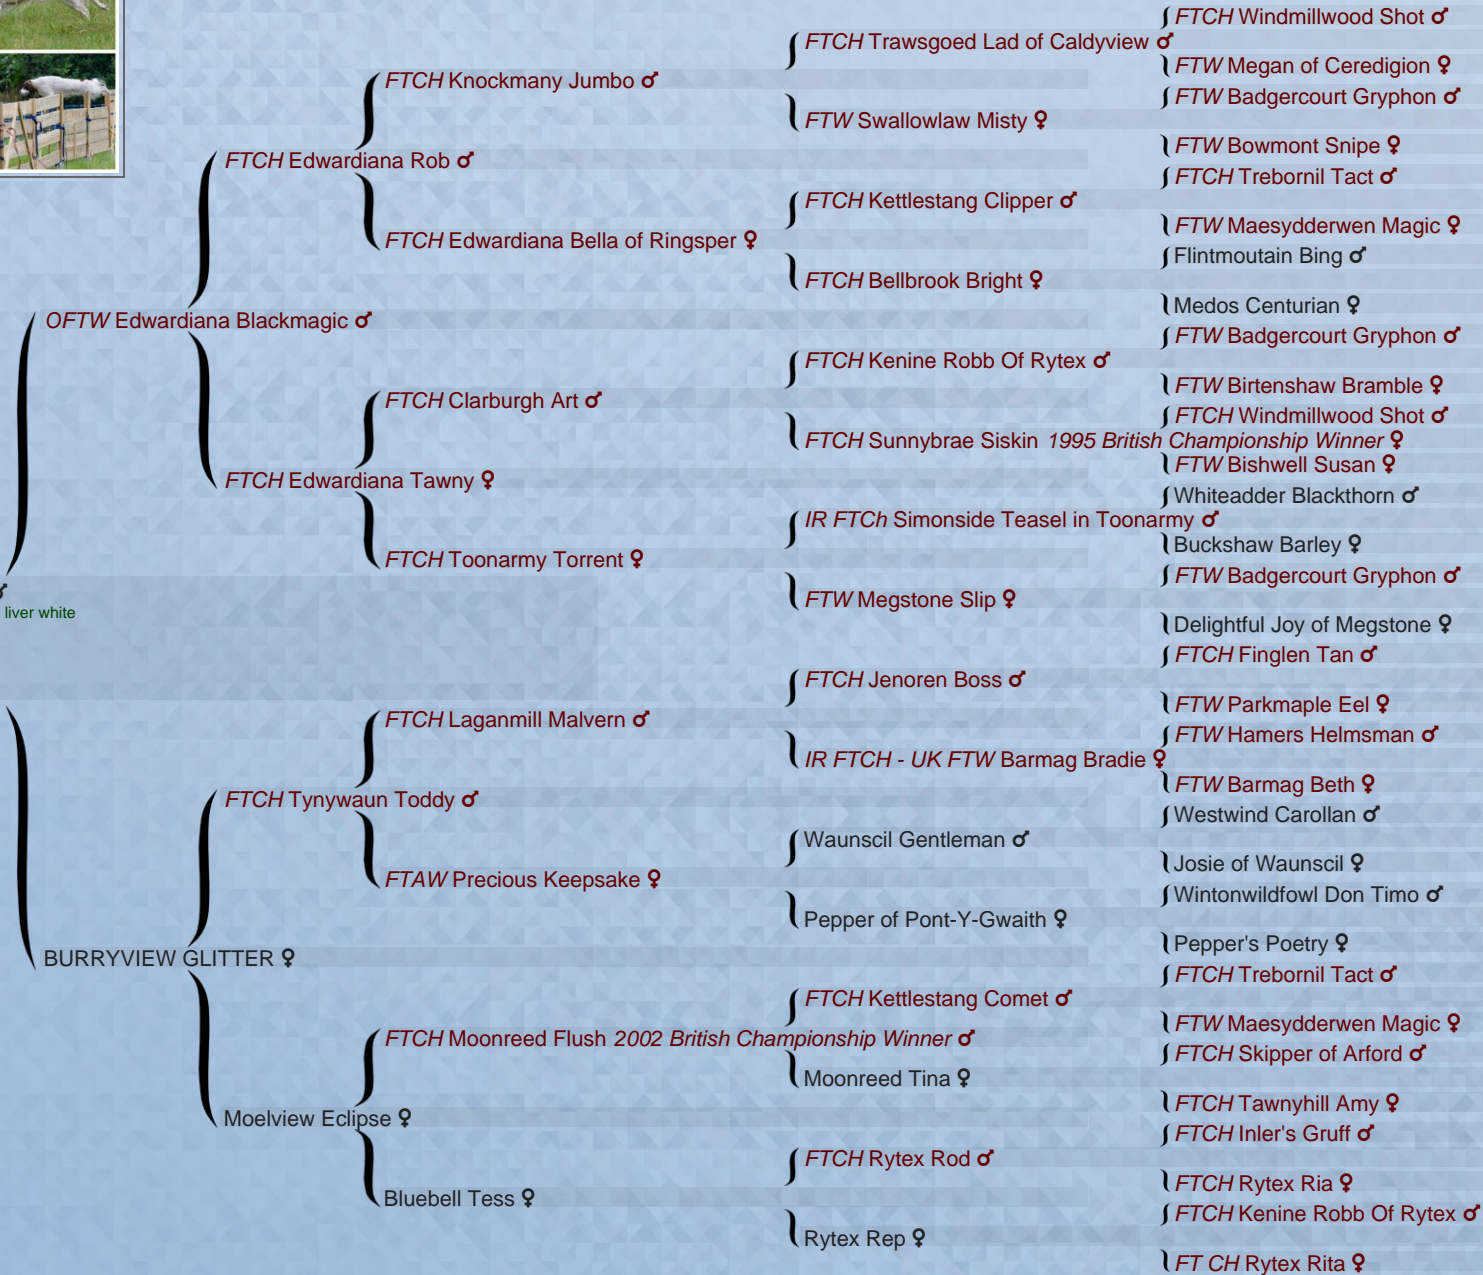 FTCH Windmillwood Shot ♂
FTCH Trawsgoed Lad of Caldyview ♂
FTW Megan of Ceredigion ♀
FTCH Knockmany Jumbo ♂
FTW Badgercourt Gryphon ♂
FTW Swallowlaw Misty ♀
FTW Bowmont Snipe ♀
FTCH Edwardiana Rob ♂
FTCH Trebornil Tact ♂
FTCH Kettlestang Clipper ♂
FTW Maesydderwen Magic ♀
FTCH Edwardiana Bella of Ringsper ♀
Flintmoutain Bing ♂
FTCH Bellbrook Bright ♀
Medos Centurian ♀
OFTW Edwardiana Blackmagic ♂
FTW Badgercourt Gryphon ♂
FTCH Kenine Robb Of Rytex ♂
FTW Birtenshaw Bramble ♀
FTCH Clarburgh Art ♂
FTCH Windmillwood Shot ♂
FTCH Sunnybrae Siskin 1995 British Championship Winner ♀
FTW Bishwell Susan ♀
FTCH Edwardiana Tawny ♀
Whiteadder Blackthorn ♂
IR FTCh Simonside Teasel in Toonarmy ♂
Buckshaw Barley ♀
FTCH Toonarmy Torrent ♀
FTW Badgercourt Gryphon ♂
♂
FTW Megstone Slip ♀
liver white
Delightful Joy of Megstone ♀
FTCH Finglen Tan ♂
FTCH Jenoren Boss ♂
FTW Parkmaple Eel ♀
FTCH Laganmill Malvern ♂
FTW Hamers Helmsman ♂
IR FTCH - UK FTW Barmag Bradie ♀
FTW Barmag Beth ♀
FTCH Tynywaun Toddy ♂
Westwind Carollan ♂
Waunscil Gentleman ♂
Josie of Waunscil ♀
FTAW Precious Keepsake ♀
Wintonwildfowl Don Timo ♂
Pepper of Pont-Y-Gwaith ♀
Pepper's Poetry ♀
BURRYVIEW GLITTER ♀
FTCH Trebornil Tact ♂
FTCH Kettlestang Comet ♂
FTW Maesydderwen Magic ♀
FTCH Moonreed Flush 2002 British Championship Winner ♂
FTCH Skipper of Arford ♂
Moonreed Tina ♀
FTCH Tawnyhill Amy ♀
Moelview Eclipse ♀
FTCH Inler's Gruff ♂
FTCH Rytex Rod ♂
FTCH Rytex Ria ♀
Bluebell Tess ♀
FTCH Kenine Robb Of Rytex ♂
Rytex Rep ♀
FT CH Rytex Rita ♀